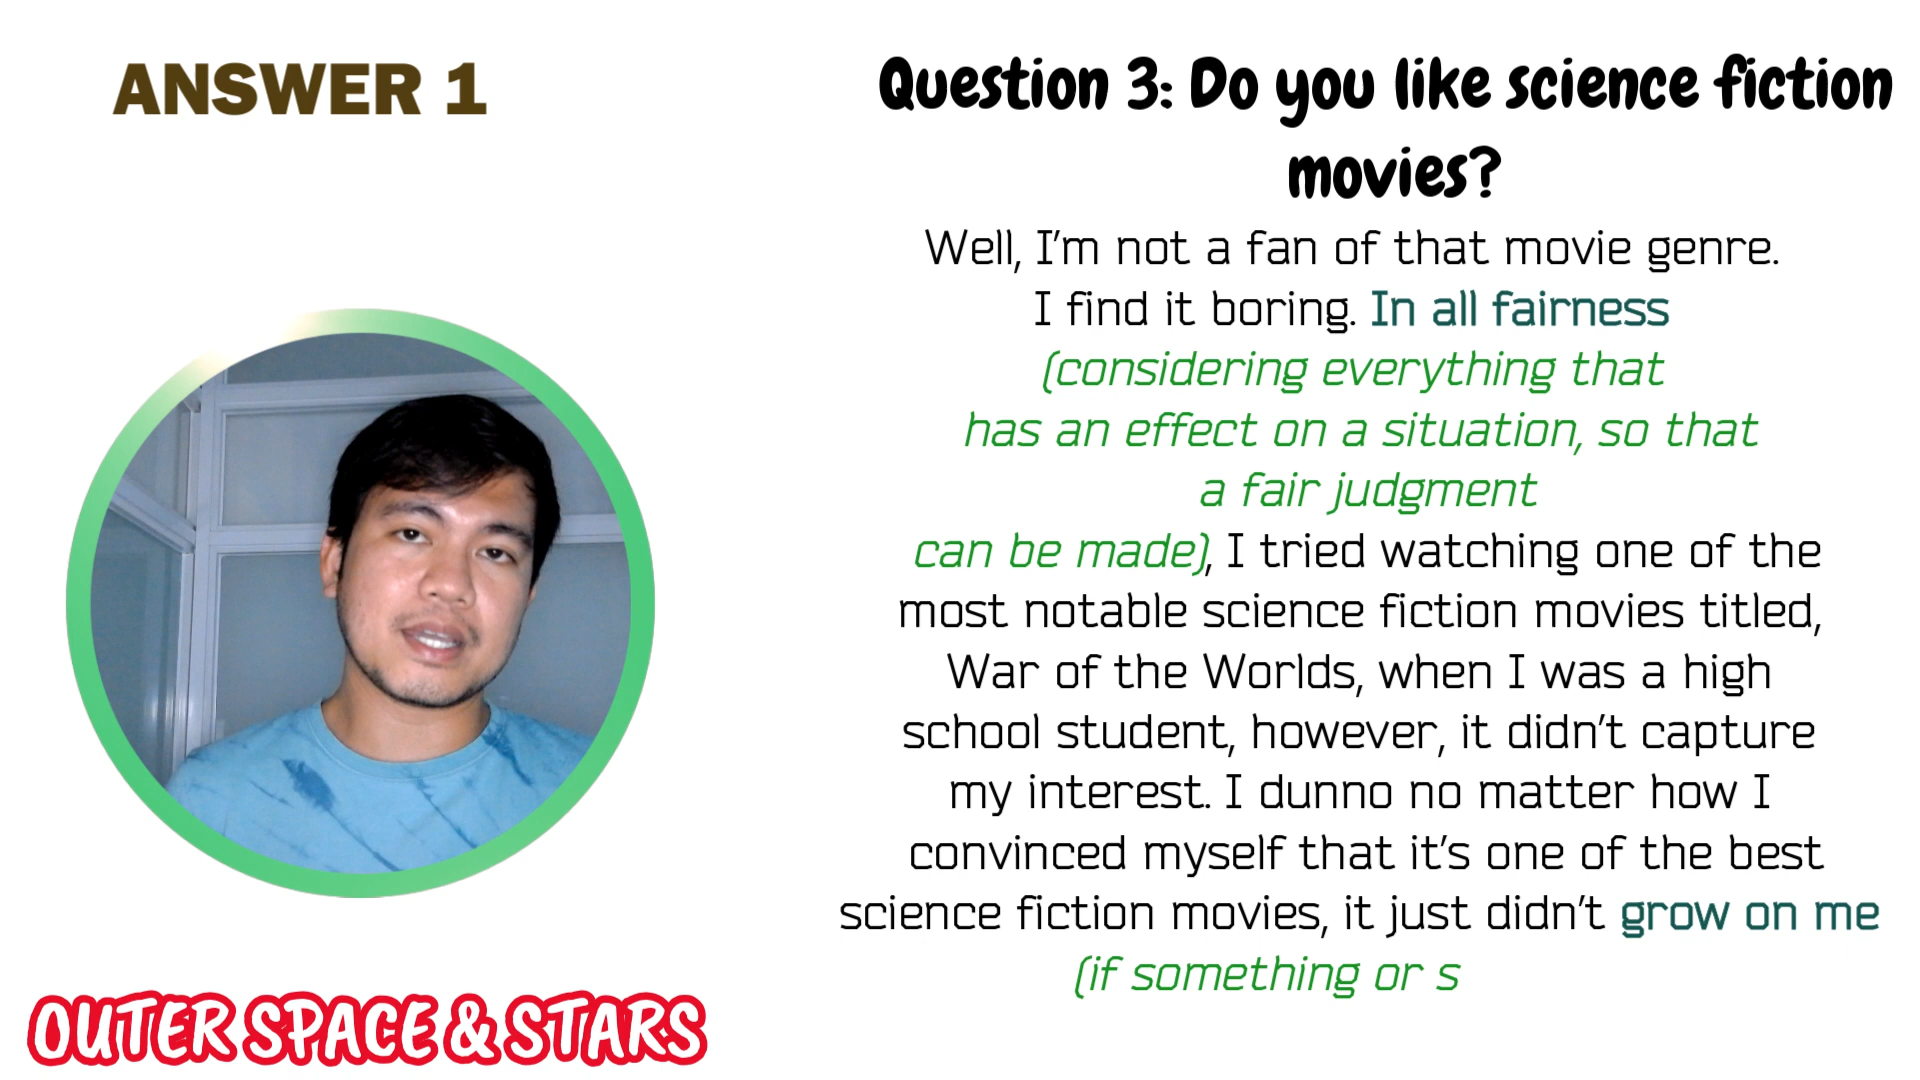 ANSWER 1
Question 3: Do you like science fiction
movies?
Well, I'm not a fan of that movie genre.
I find it boring. In all fairness
(considering everything that
has an effect on a situation, so that
a fair judgment
can be made), I tried watching one of the
most notable science fiction movies titled,
War of the Worlds, when I was a high
school student, however, it didn't capture
my interest. I dunno no matter how I
convinced myself that it's one of the best
science fiction movies, it just didn't grow on me
(if something or s
OUTER SPACE & STARS